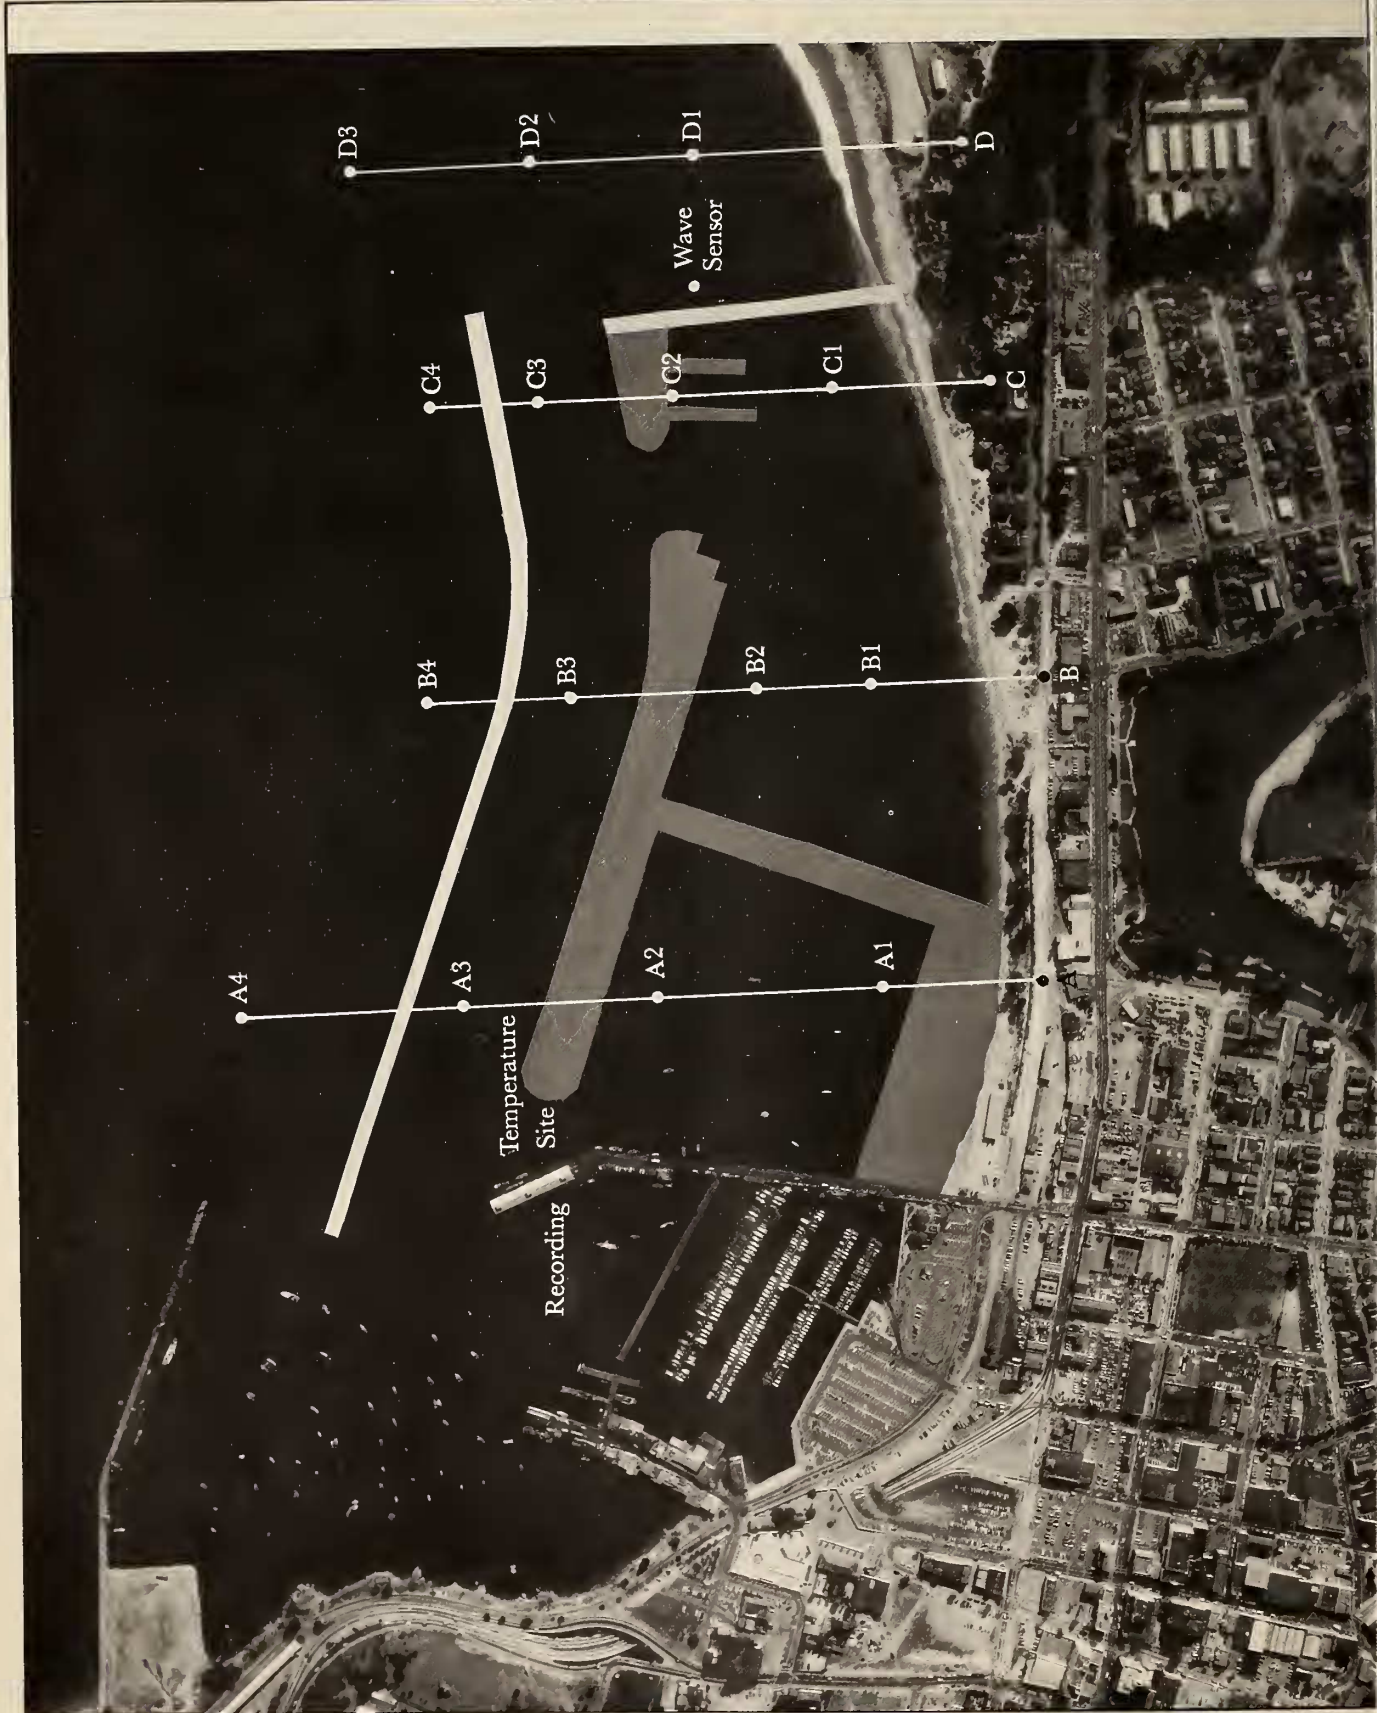 D3
D2
D1
D
Wave
Sensor
C4
C3
C2
C1
C
B4
B3
B2
B1
B
A4
A3
A2
A1
A
Temperature
Recording Site